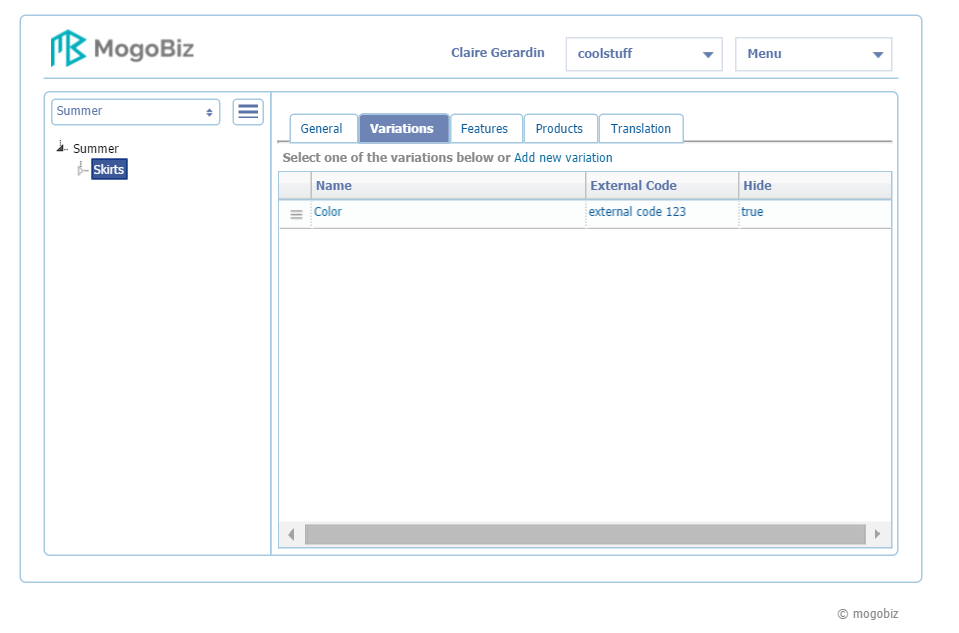 MogoBiz
Claire Gerardin
coolstuff
Menu
Summer
Summer
Skirts
General Variations Features Products Translation
Select one of the variations below or Add new variation
Name External Code Hide
Color external code 123 true
© mogobiz